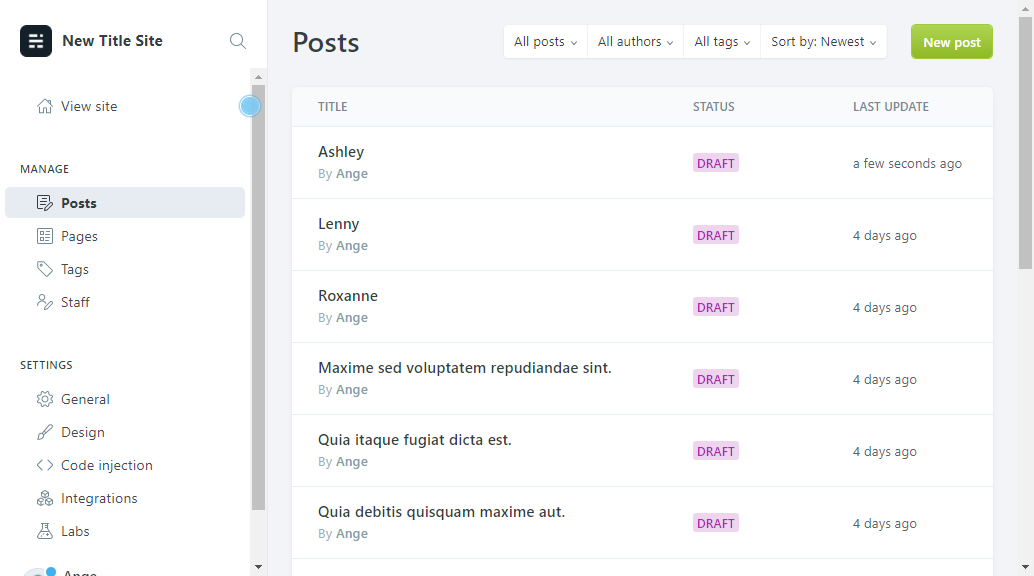 New Title Site
View site
MANAGE
Posts
Pages
Tags
Staff
SETTINGS
General
Design
Code injection
Integrations
Labs
Ange
Posts
All posts
All authors
All tags
Sort by: Newest
New post
TITLE STATUS LAST UPDATE
Ashley
By Ange
DRAFT
a few seconds ago
Lenny
By Ange
DRAFT
4 days ago
Roxanne
By Ange
DRAFT
4 days ago
Maxime sed voluptatem repudiandae sint.
By Ange
DRAFT
4 days ago
Quia itaque fugiat dicta est.
By Ange
DRAFT
4 days ago
Quia debitis quisquam maxime aut.
By Ange
DRAFT
4 days ago